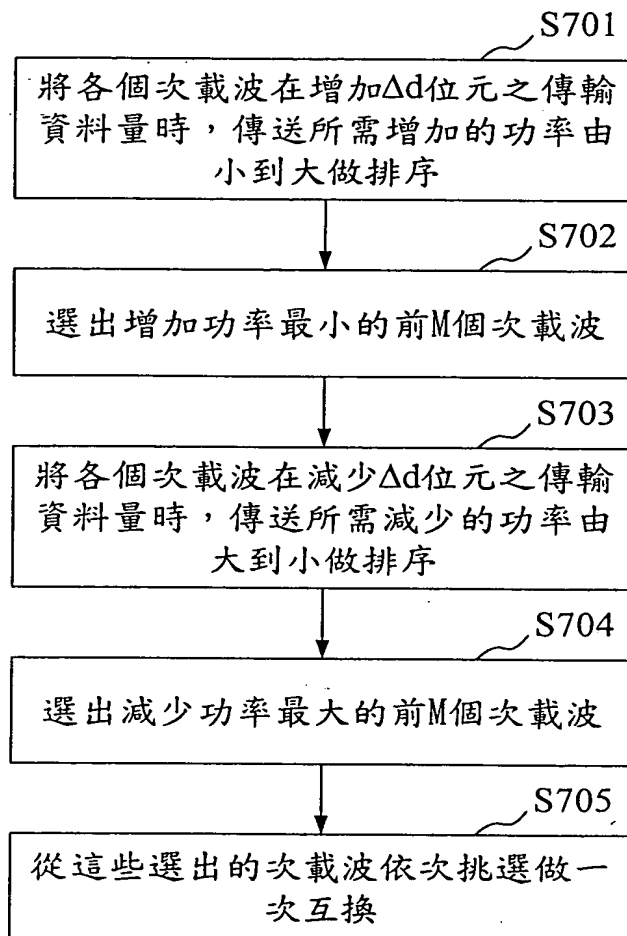 S701
將各個次載波在增加Δd位元之傳輸
資料量時，傳送所需增加的功率由
小到大做排序
S702
選出增加功率最小的前M個次載波
S703
將各個次載波在減少Δd位元之傳輸
資料量時，傳送所需減少的功率由
大到小做排序
S704
選出減少功率最大的前M個次載波
S705
從這些選出的次載波依次挑選做一
次互換